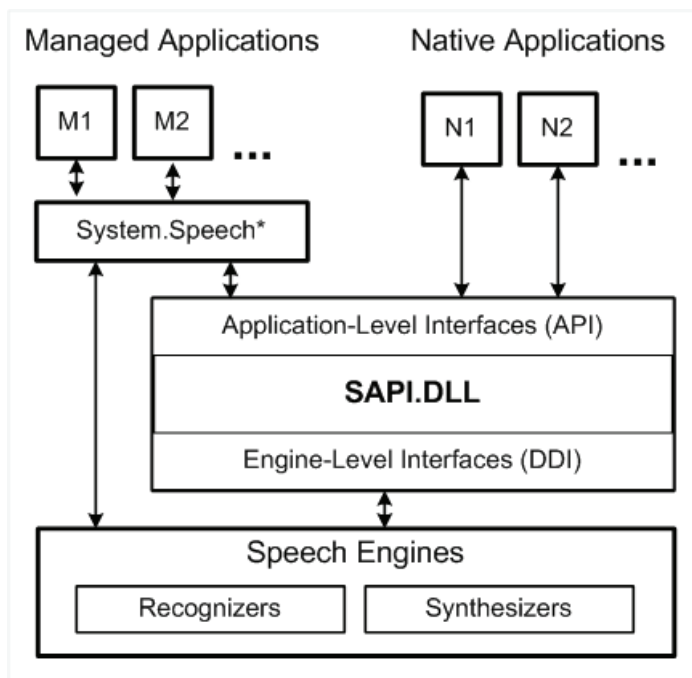 Managed Applications
Native Applications
M1
M2
...
N1
N2
...
System.Speech*
Application-Level Interfaces (API)
SAPI.DLL
Engine-Level Interfaces (DDI)
Speech Engines
Recognizers
Synthesizers